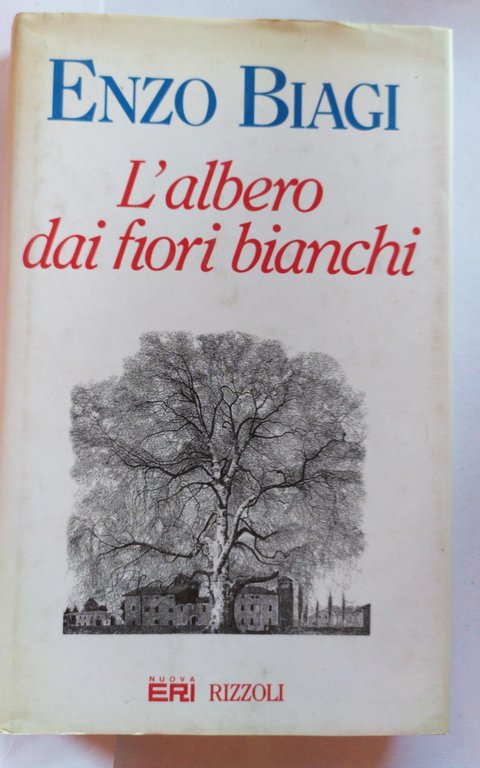 ENZO BIAGI
L'albero
dai fiori bianchi
NUOVA
ERI RIZZOLI